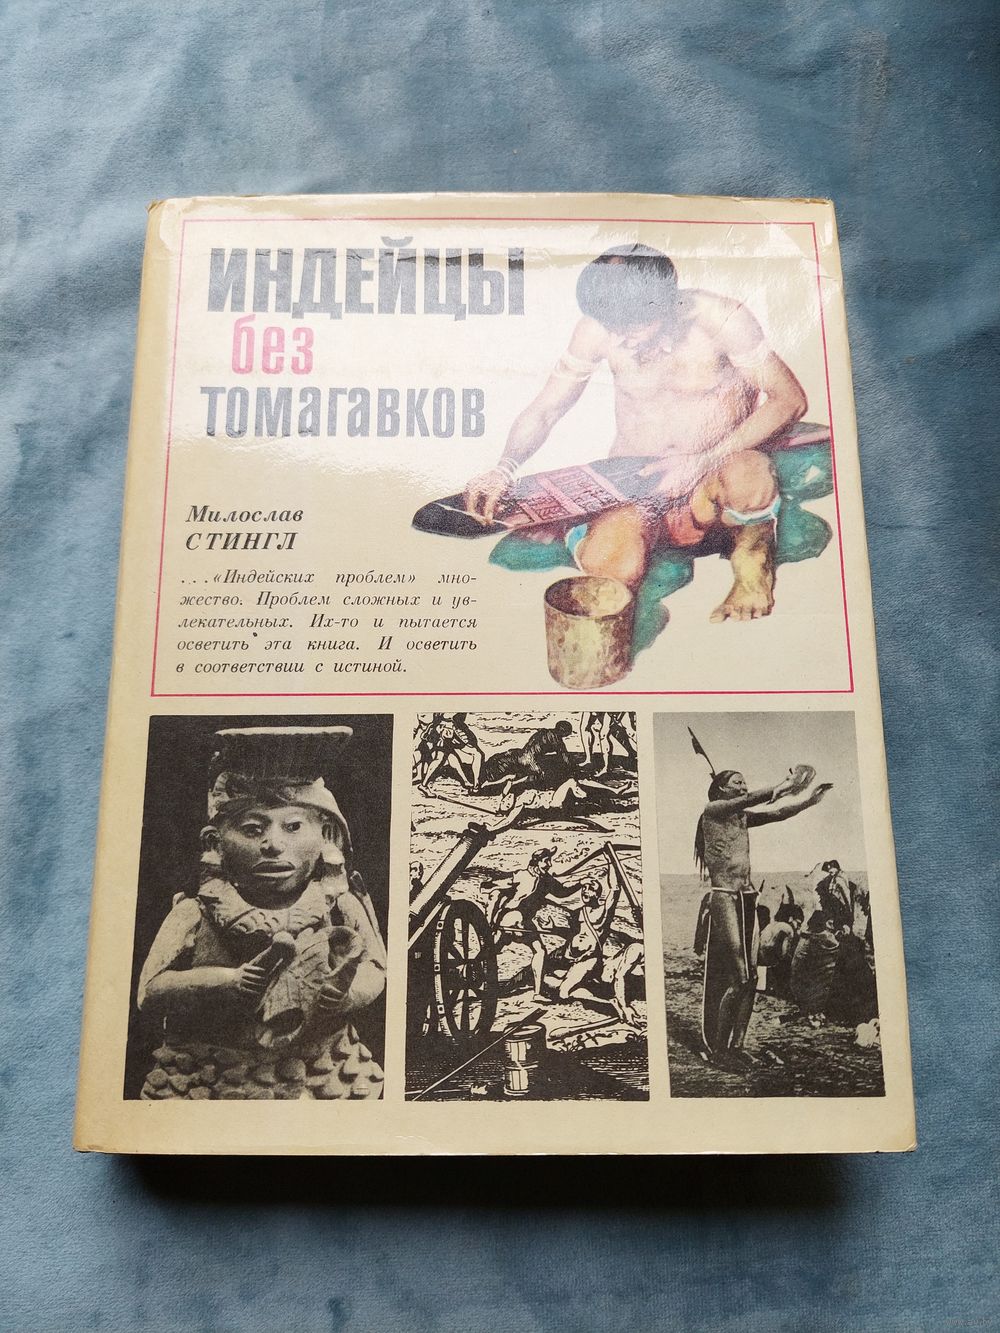 ИНДЕЙЦЫ
без
ТОМАГАВКОВ
Милослав
СТИНГЛ
...«Индейских проблем» мно-
жество. Проблем сложных и ув-
лекательных. Их-то и пытается
осветить эта книга. И осветить
в соответствии с истиной.